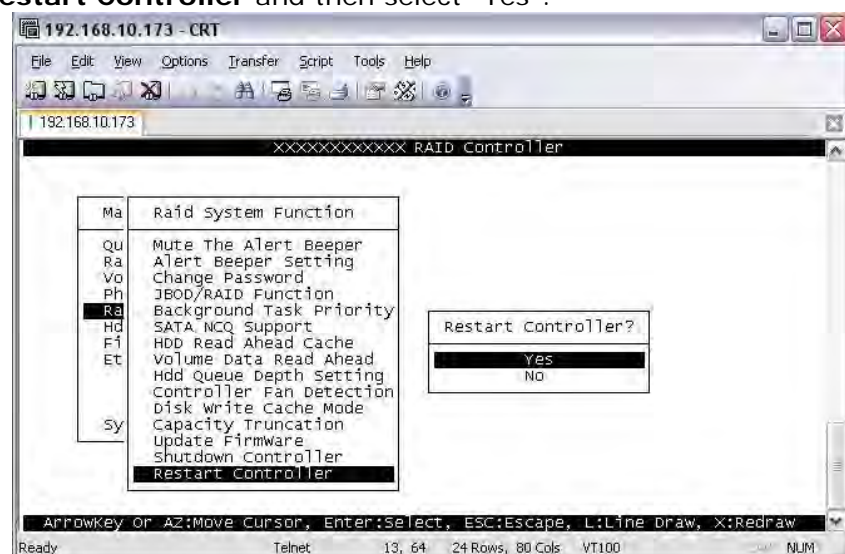 estart Controller and then select "Yes".
192.168.10.173 - CRT
File Edit View Options Transfer Script Tools Help
192.168.10.173
XXXXXXXXXXXX RAID Controller
Ma
Raid System Function
Qu
Mute The Alert Beeper
Ra
Alert Beeper Setting
Vo
Change Password
Ph
JBOD/RAID Function
Ra
Background Task Priority
Hd
SATA NCQ Support
Fi
HDD Read Ahead Cache
Et
Volume Data Read Ahead
Hdd Queue Depth Setting
Controller Fan Detection
Disk Write Cache Mode
Sy
Capacity Truncation
Update Firmware
Shutdown Controller
Restart Controller
Restart Controller?
Yes
No
ArrowKey Or AZ:Move Cursor, Enter:Select, ESC:Escape, L:Line Draw, X:Redraw
Ready Telnet 13, 64 24 Rows, 80 Cols VT100 NUM